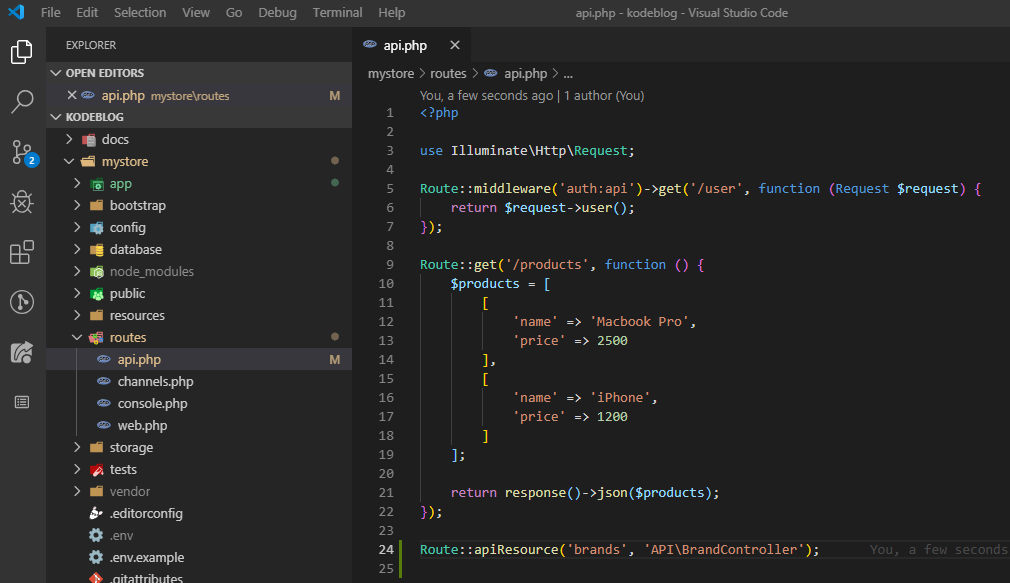 File Edit Selection View Go Debug Terminal Help api.php - kodeblog - Visual Studio Code
EXPLORER
OPEN EDITORS
api.php mystore\routes M
KODEBLOG
docs
mystore
app
bootstrap
config
database
node_modules
public
resources
routes
api.php M
channels.php
console.php
web.php
storage
tests
vendor
.editorconfig
.env
.env.example
.gitattributes
2
api.php
mystore > routes > api.php > ...
You, a few seconds ago | 1 author (You)
1 <?php
2
3 use Illuminate\Http\Request;
4
5 Route::middleware('auth:api')->get('/user', function (Request $request) {
6     return $request->user();
7 });
8
9 Route::get('/products', function () {
10     $products = [
11         [
12             'name' => 'Macbook Pro',
13             'price' => 2500
14         ],
15         [
16             'name' => 'iPhone',
17             'price' => 1200
18         ]
19     ];
20
21     return response()->json($products);
22 });
23
24 Route::apiResource('brands', 'API\BrandController'); You, a few seconds
25